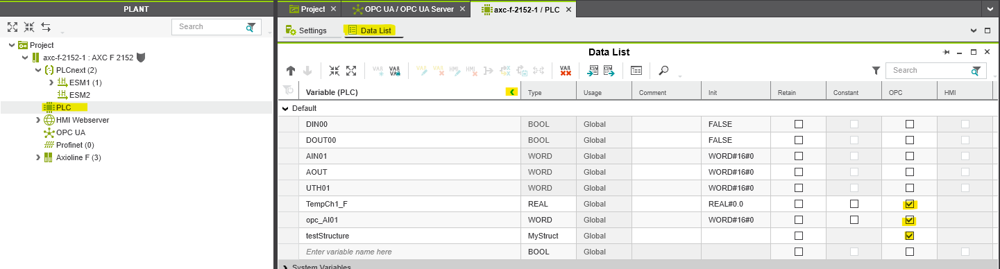 PLANT
Search
Project
axc-f-2152-1 : AXC F 2152
PLCnext (2)
ESM1 (1)
ESM2
PLC
HMI Webserver
OPC UA
Profinet (0)
Axioline F (3)
Project OPC UA / OPC UA Server axc-f-2152-1 / PLC
Settings Data List
Data List
VAR VAR VAR VAR HMI HMI VAR CSV CSV Search
Variable (PLC) Type Usage Comment Init Retain Constant OPC HMI
Default
DIN00 BOOL Global FALSE
DOUT00 BOOL Global FALSE
AIN01 WORD Global WORD#16#0
AOUT WORD Global WORD#16#0
UTH01 WORD Global WORD#16#0
TempCh1_F REAL Global REAL#0.0
opc_AI01 WORD Global WORD#16#0
testStructure MyStruct Global
Enter variable name here BOOL Global
System Variables